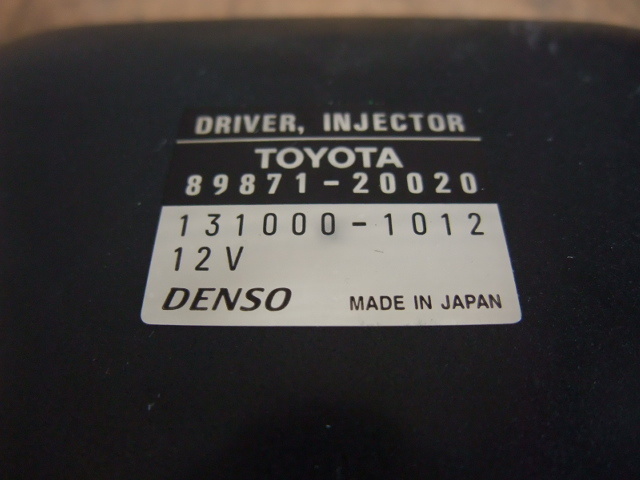 DRIVER, INJECTOR
TOYOTA
89871-20020
131000-1012
12V
DENSO MADE IN JAPAN